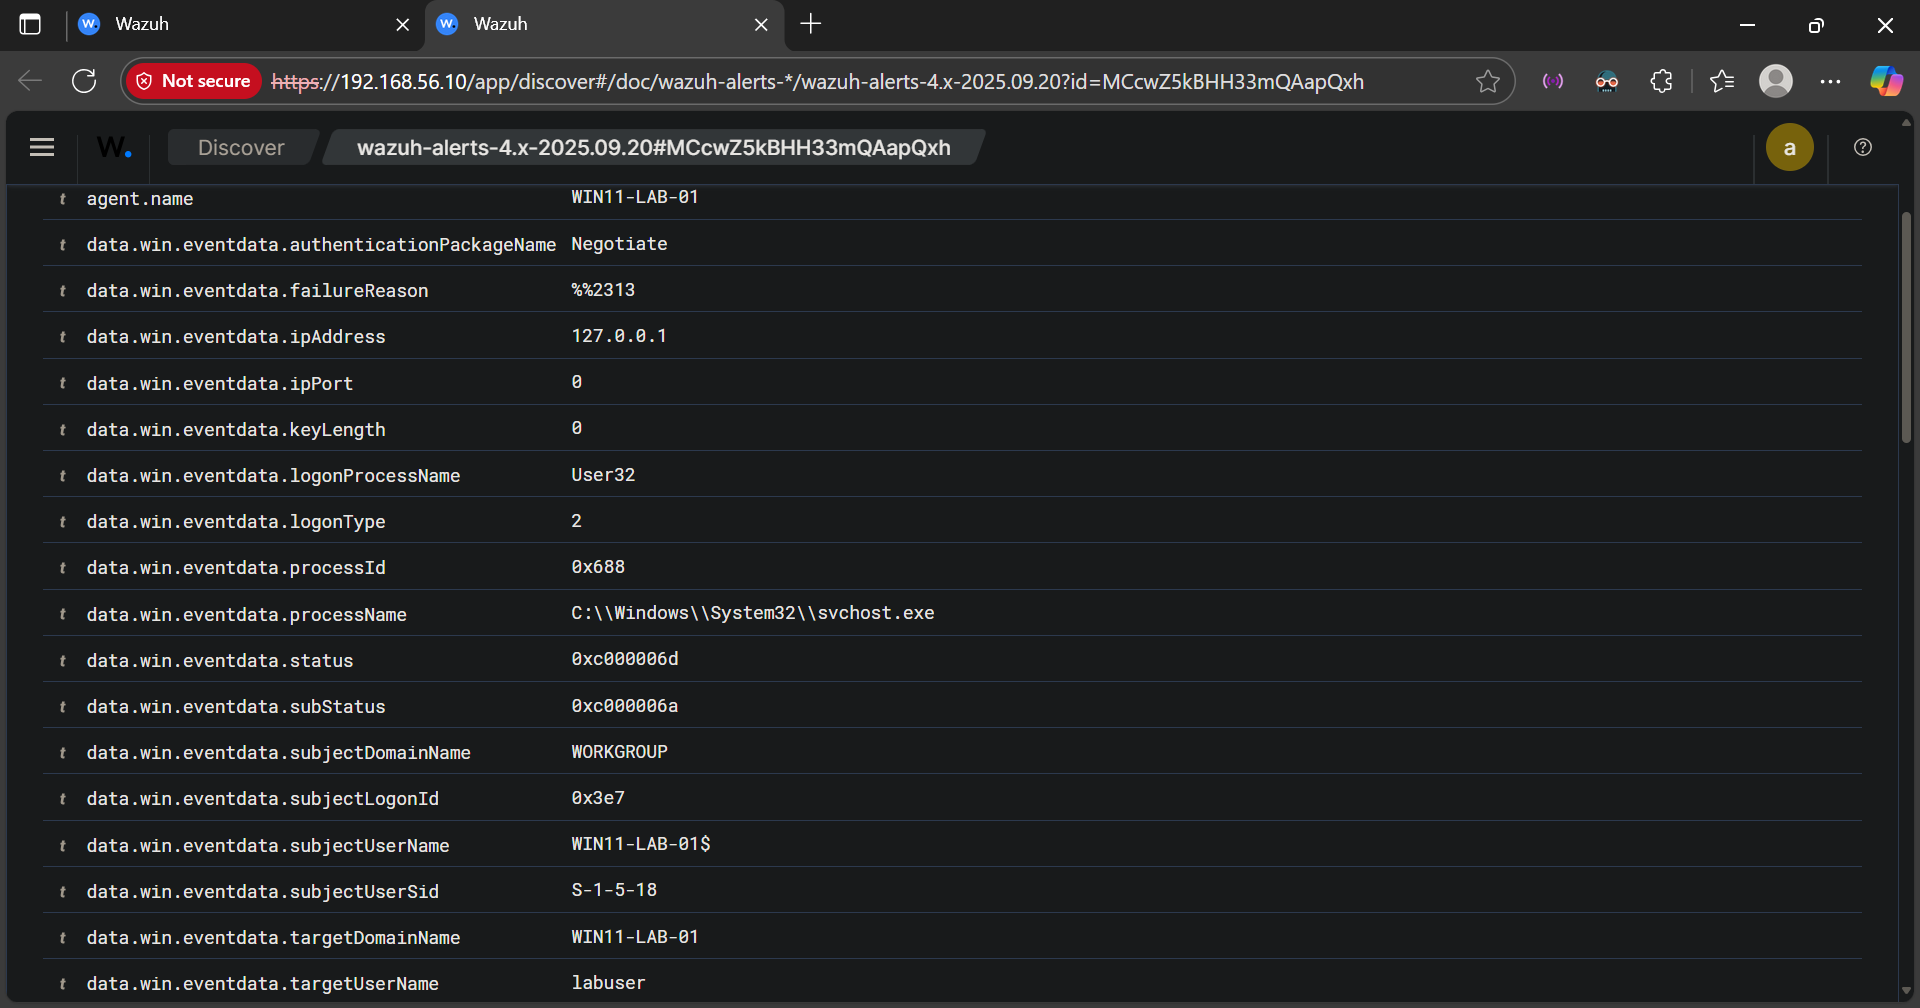 W. Wazuh
W. Wazuh
Not secure https://192.168.56.10/app/discover#/doc/wazuh-alerts-*/wazuh-alerts-4.x-2025.09.20?id=MCcwZ5kBHH33mQAapQxh
W. Discover wazuh-alerts-4.x-2025.09.20#MCcwZ5kBHH33mQAapQxh a ?
t agent.name WIN11-LAB-01
t data.win.eventdata.authenticationPackageName Negotiate
t data.win.eventdata.failureReason %%2313
t data.win.eventdata.ipAddress 127.0.0.1
t data.win.eventdata.ipPort 0
t data.win.eventdata.keyLength 0
t data.win.eventdata.logonProcessName User32
t data.win.eventdata.logonType 2
t data.win.eventdata.processId 0x688
t data.win.eventdata.processName C:\\Windows\\System32\\svchost.exe
t data.win.eventdata.status 0xc000006d
t data.win.eventdata.subStatus 0xc000006a
t data.win.eventdata.subjectDomainName WORKGROUP
t data.win.eventdata.subjectLogonId 0x3e7
t data.win.eventdata.subjectUserName WIN11-LAB-01$
t data.win.eventdata.subjectUserSid S-1-5-18
t data.win.eventdata.targetDomainName WIN11-LAB-01
t data.win.eventdata.targetUserName labuser